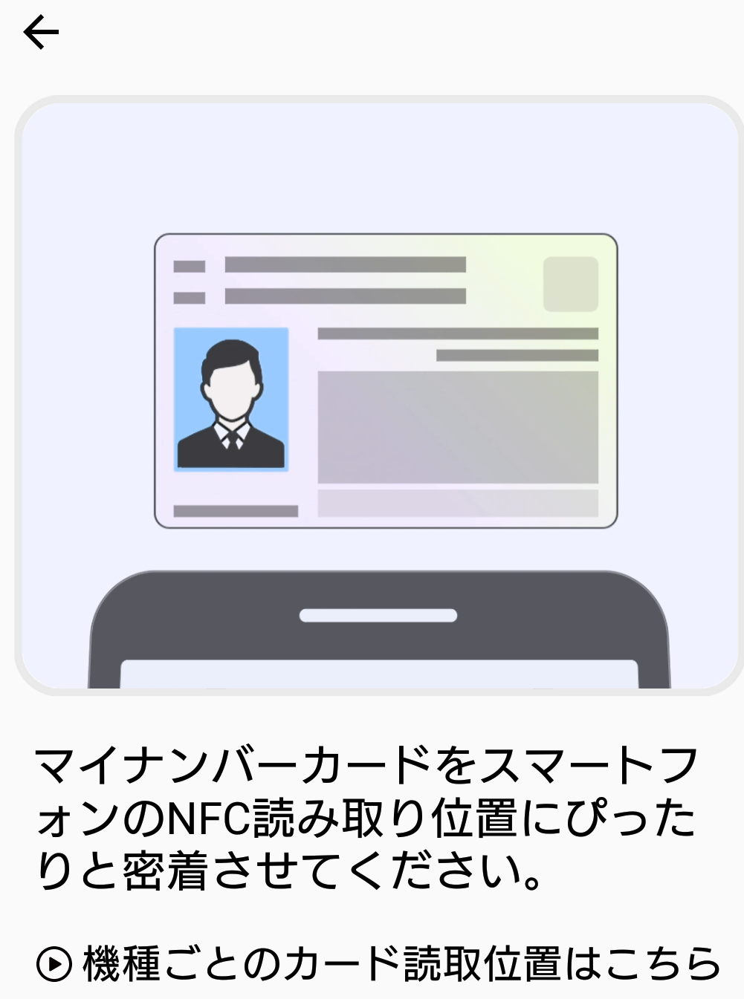 マイナンバーカードをスマートフ
ォンのNFC読み取り位置にぴった
りと密着させてください。
機種ごとのカード読取位置はこちら